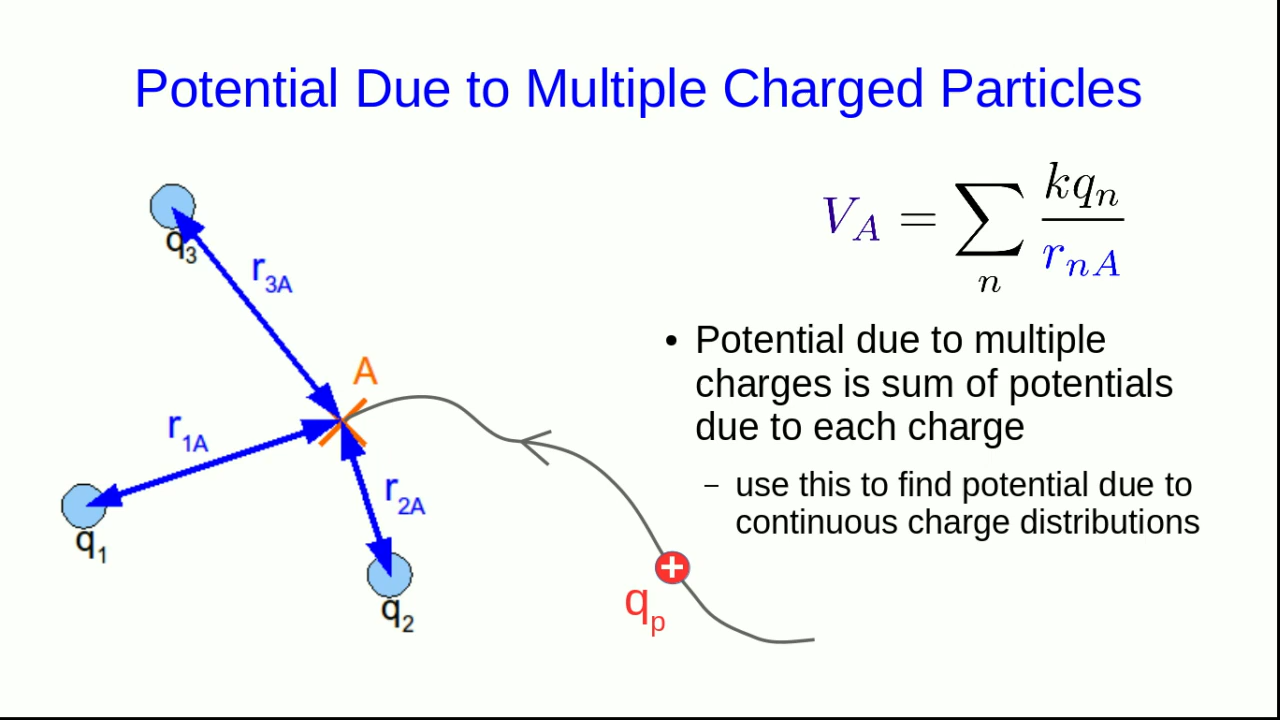 Potential Due to Multiple Charged Particles
V_A = ∑_n kq_n / r_nA
q₃
r₃A
A
r₁A
q₁
r₂A
q₂
+
q_p
• Potential due to multiple
charges is sum of potentials
due to each charge
– use this to find potential due to
continuous charge distributions